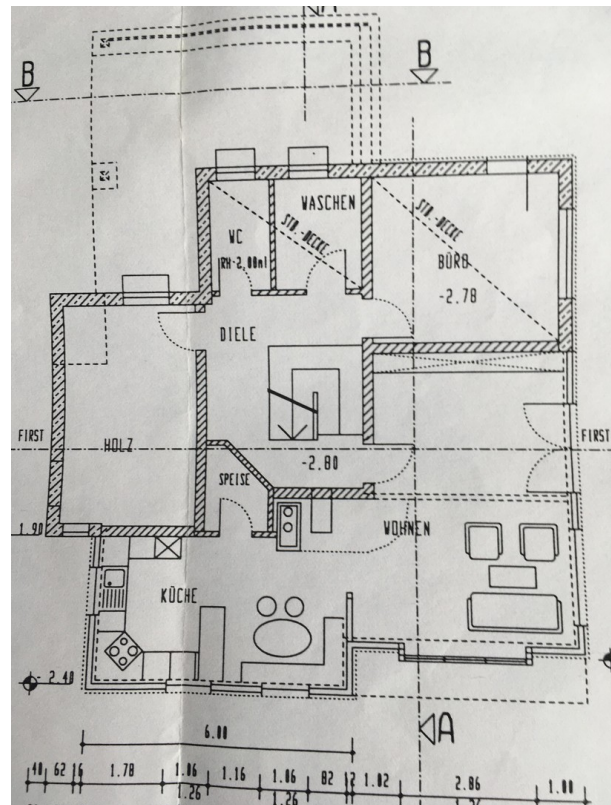 A
B
B
WASCHEN
STB.-DECKE
STB.-DECKE
WC
RH-2,00m1
BÜRO
-2.78
DIELE
FIRST
FIRST
HOLZ
-2.80
SPEISE
1.90
WOHNEN
KÜCHE
- 2.40
A
6.00
40 62 16 1.78 1.06 1.16 1.06 82 12 1.02 2.86 1.00
1.26 1.26